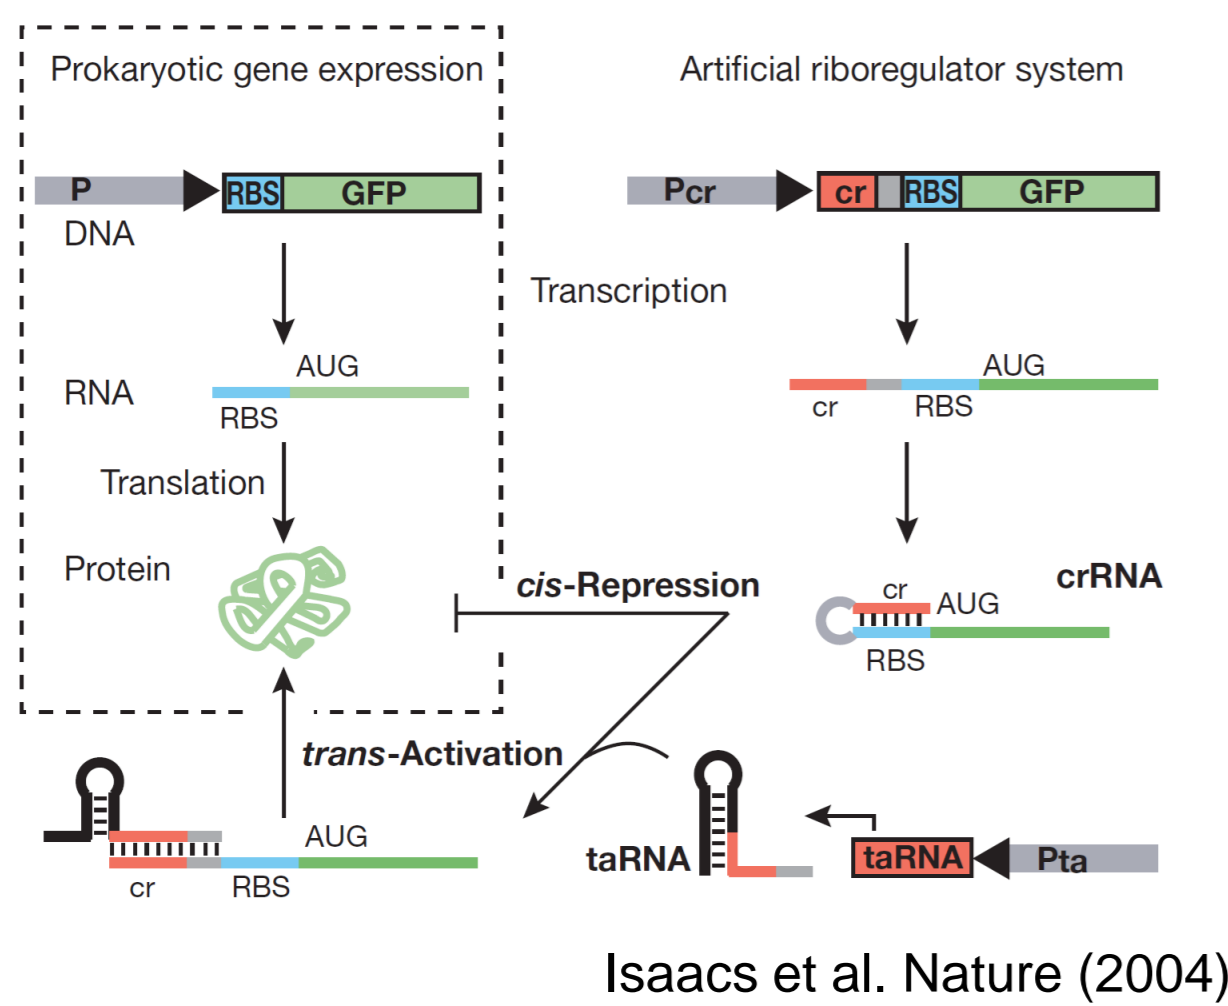 Prokaryotic gene expression
P
RBS
GFP
DNA
RNA
AUG
RBS
Translation
Protein
Artificial riboregulator system
Pcr
cr
RBS
GFP
Transcription
AUG
cr
RBS
crRNA
cr
AUG
RBS
cis-Repression
trans-Activation
AUG
cr
RBS
taRNA
taRNA
Pta
Isaacs et al. Nature (2004)